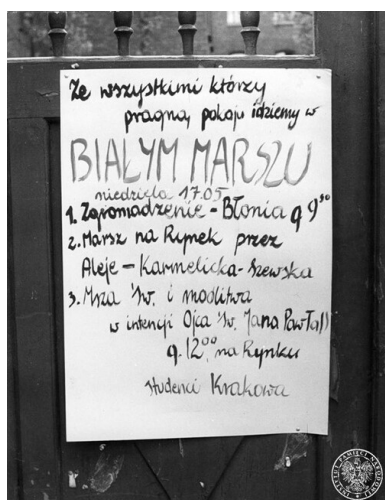 Ze wszystkimi którzy
pragną pokoju idziemy w
BIAŁYM MARSZU
niedziela 17.05
1. Zgromadzenie - Błonia g 9³⁰
2. Marsz na Rynek przez
Aleje - Karmelicka - Szewska
3. Msza św. i modlitwa
w intencji Ojca Św. Jana Pawła II
g. 12⁰⁰ na Rynku
studenci Krakowa